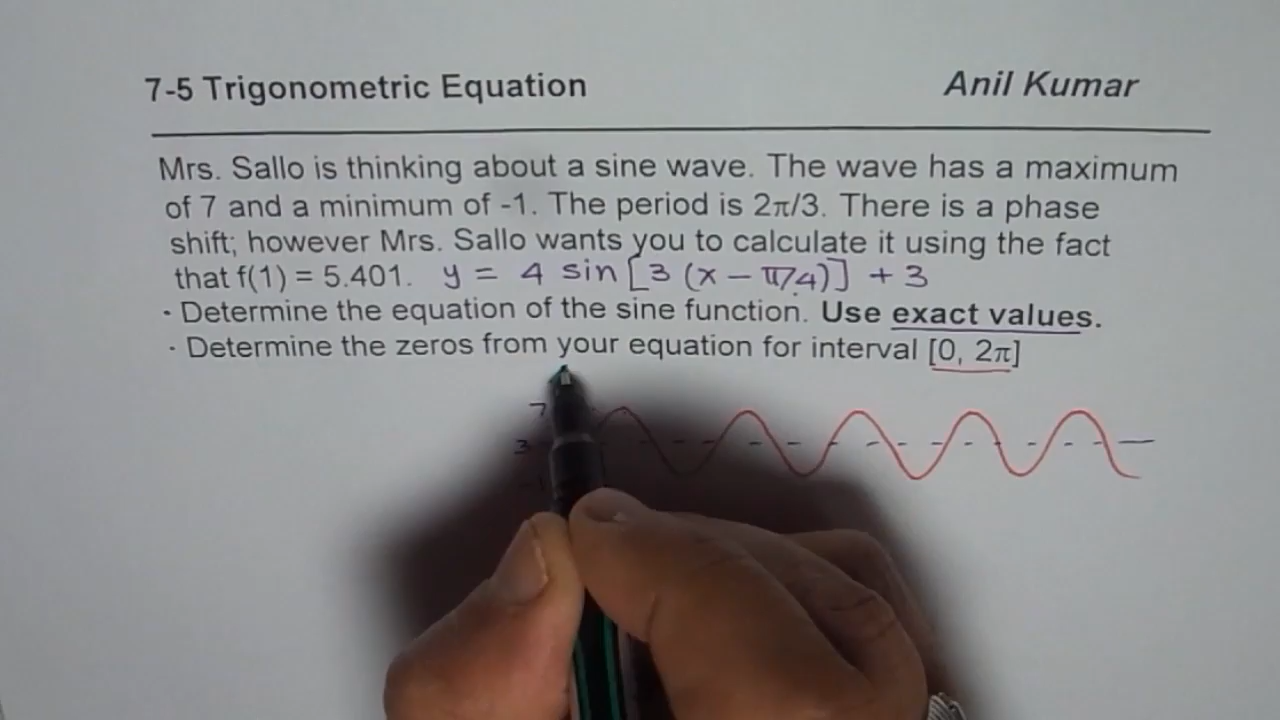 7-5 Trigonometric Equation Anil Kumar
Mrs. Sallo is thinking about a sine wave. The wave has a maximum
of 7 and a minimum of -1. The period is 2π/3. There is a phase
shift; however Mrs. Sallo wants you to calculate it using the fact
that f(1) = 5.401. y = 4 sin [3 (x - π/4)] + 3
· Determine the equation of the sine function. Use exact values.
· Determine the zeros from your equation for interval [0, 2π]
7
3